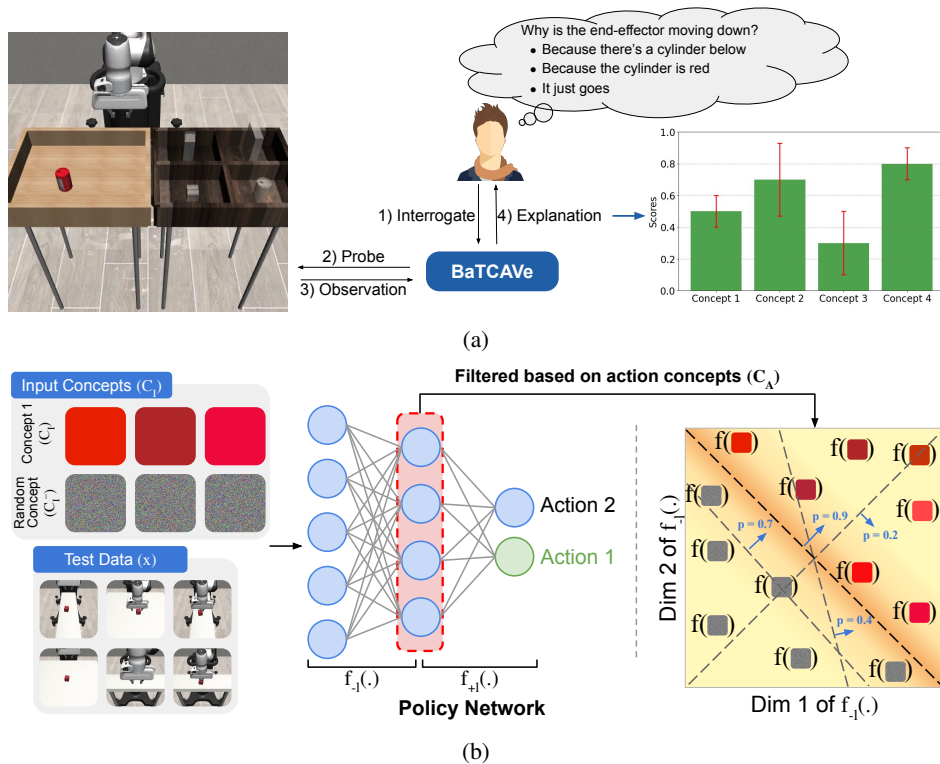 Why is the end-effector moving down?
• Because there's a cylinder below
• Because the cylinder is red
• It just goes
1) Interrogate
4) Explanation
2) Probe
3) Observation
BaTCAVe
Scores
1.0
0.8
0.6
0.4
0.2
0.0
Concept 1
Concept 2
Concept 3
Concept 4
(a)
Input Concepts (C_I)
Concept 1
(C_I)
Random
Concept
(C_I^-)
Test Data (x)
Filtered based on action concepts (C_A)
Action 2
Action 1
f_-l(.)
f_+l(.)
Policy Network
Dim 2 of f_-l(.)
f( )
f( )
f( )
f( )
f( )
f( )
p = 0.7
p = 0.9
p = 0.2
f( )
f( )
f( )
f( )
f( )
p = 0.4
f( )
f( )
Dim 1 of f_-l(.)
(b)